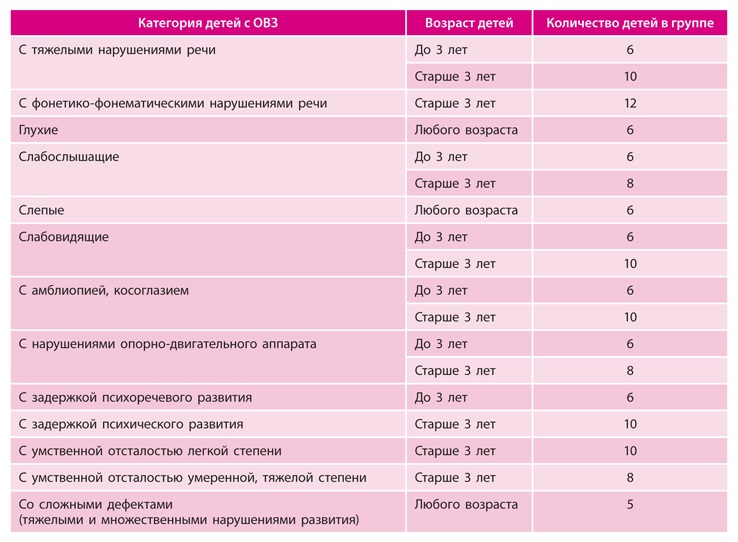 Категория детей с ОВЗ Возраст детей Количество детей в группе
С тяжелыми нарушениями речи До 3 лет 6
Старше 3 лет 10
С фонетико-фонематическими нарушениями речи Старше 3 лет 12
Глухие Любого возраста 6
Слабослышащие До 3 лет 6
Старше 3 лет 8
Слепые Любого возраста 6
Слабовидящие До 3 лет 6
Старше 3 лет 10
С амблиопией, косоглазием До 3 лет 6
Старше 3 лет 10
С нарушениями опорно-двигательного аппарата До 3 лет 6
Старше 3 лет 8
С задержкой психоречевого развития До 3 лет 6
С задержкой психического развития Старше 3 лет 10
С умственной отсталостью легкой степени Старше 3 лет 10
С умственной отсталостью умеренной, тяжелой степени Старше 3 лет 8
Со сложными дефектами Любого возраста 5
(тяжелыми и множественными нарушениями развития)